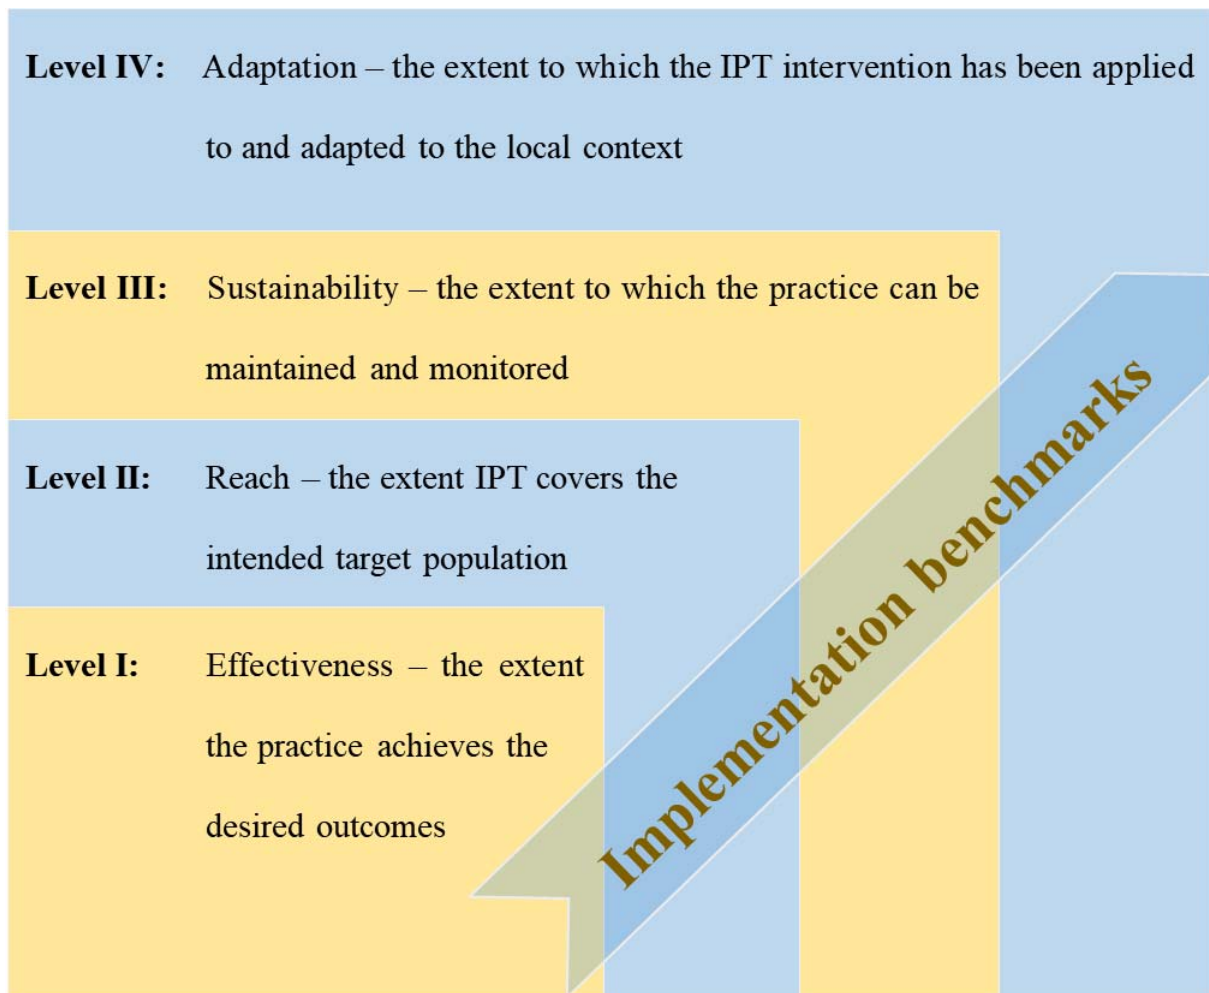 Level IV: Adaptation – the extent to which the IPT intervention has been applied
to and adapted to the local context
Level III: Sustainability – the extent to which the practice can be
maintained and monitored
Level II: Reach – the extent IPT covers the
intended target population
Level I: Effectiveness – the extent
the practice achieves the
desired outcomes
Implementation benchmarks